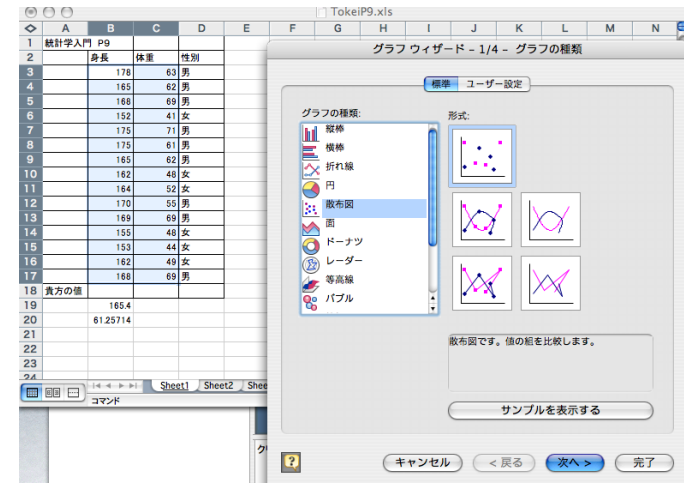 TokeiP9.xls
A B C D E F G H I J K L M N
1 統計学入門 P9
2 身長 体重 性別
3 178 63 男
4 165 62 男
5 168 69 男
6 152 41 女
7 175 71 男
8 175 61 男
9 165 62 男
10 162 48 女
11 164 52 女
12 170 55 男
13 169 69 男
14 155 48 女
15 153 44 女
16 162 49 女
17 168 69 男
18 貴方の値
19 165.4
20 61.25714
21
22
23
24
Sheet1 Sheet2 Shee
コマンド
グラフ ウィザード – 1/4 – グラフの種類
標準 ユーザー設定
グラフの種類:
縦棒
横棒
折れ線
円
散布図
面
ドーナツ
レーダー
等高線
バブル
形式:
散布図です。値の組を比較します。
サンプルを表示する
?
キャンセル
< 戻る
次へ >
完了